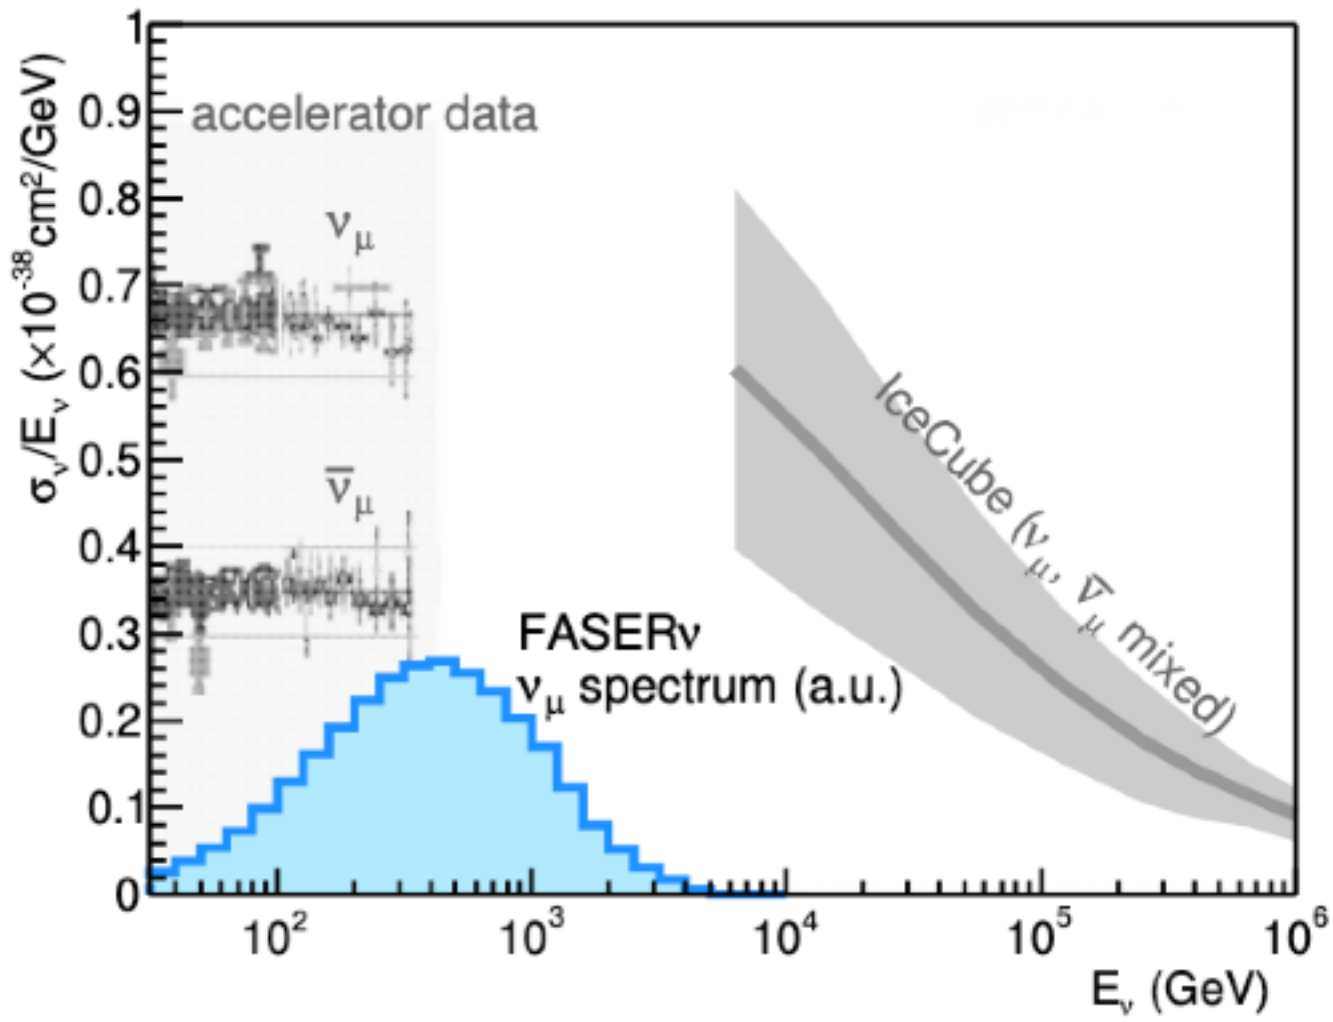 1
0.9
0.8
0.7
0.6
0.5
0.4
0.3
0.2
0.1
0
σν/Eν (×10⁻³⁸cm²/GeV)
accelerator data
νμ
ν̅μ
FASERν
νμ spectrum (a.u.)
IceCube (νμ, ν̅μ mixed)
10² 10³ 10⁴ 10⁵ 10⁶
Eν (GeV)